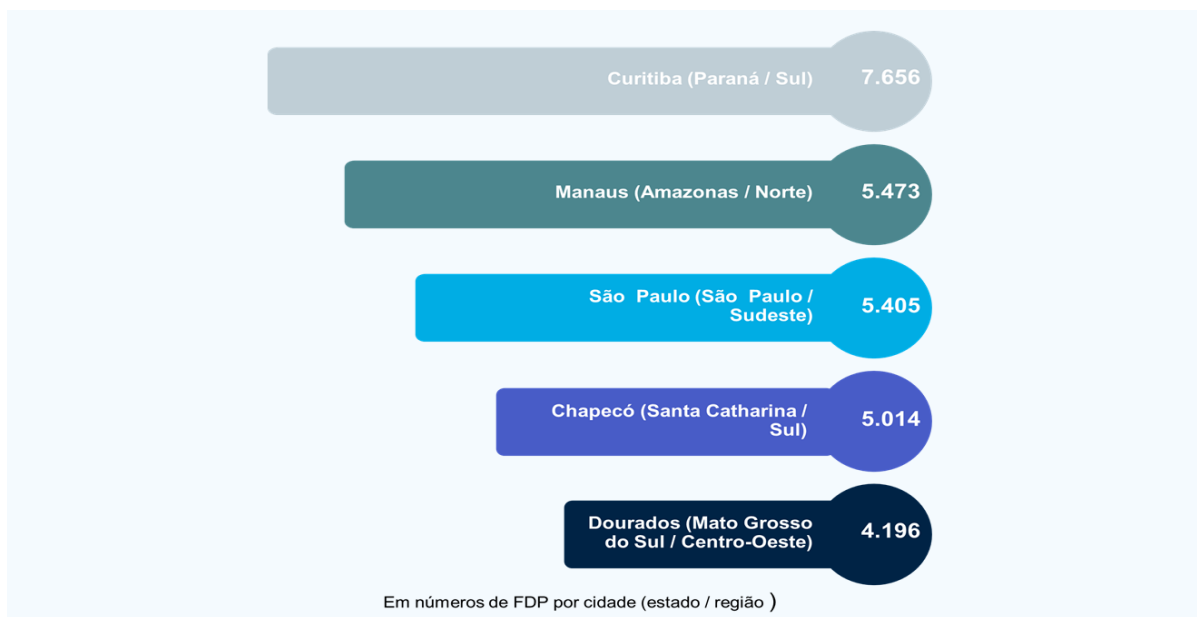 Curitiba (Paraná / Sul) 7.656
Manaus (Amazonas / Norte) 5.473
São Paulo (São Paulo /
Sudeste) 5.405
Chapecó (Santa Catharina /
Sul) 5.014
Dourados (Mato Grosso
do Sul / Centro-Oeste) 4.196
Em números de FDP por cidade (estado / região )